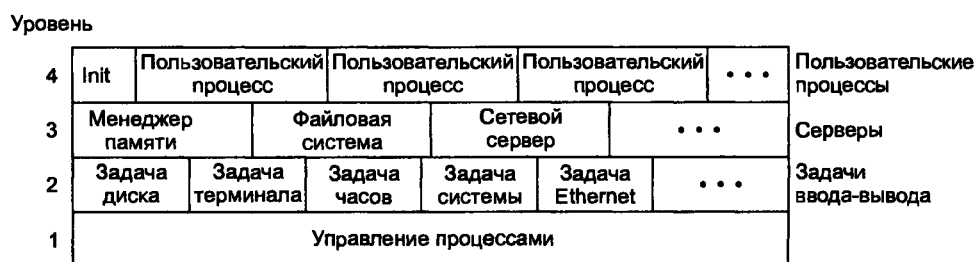 Уровень
4 Init Пользовательский процесс Пользовательский процесс Пользовательский процесс • • • Пользовательские процессы
3 Менеджер памяти Файловая система Сетевой сервер • • • Серверы
2 Задача диска Задача терминала Задача часов Задача системы Задача Ethernet • • • Задачи ввода-вывода
1 Управление процессами